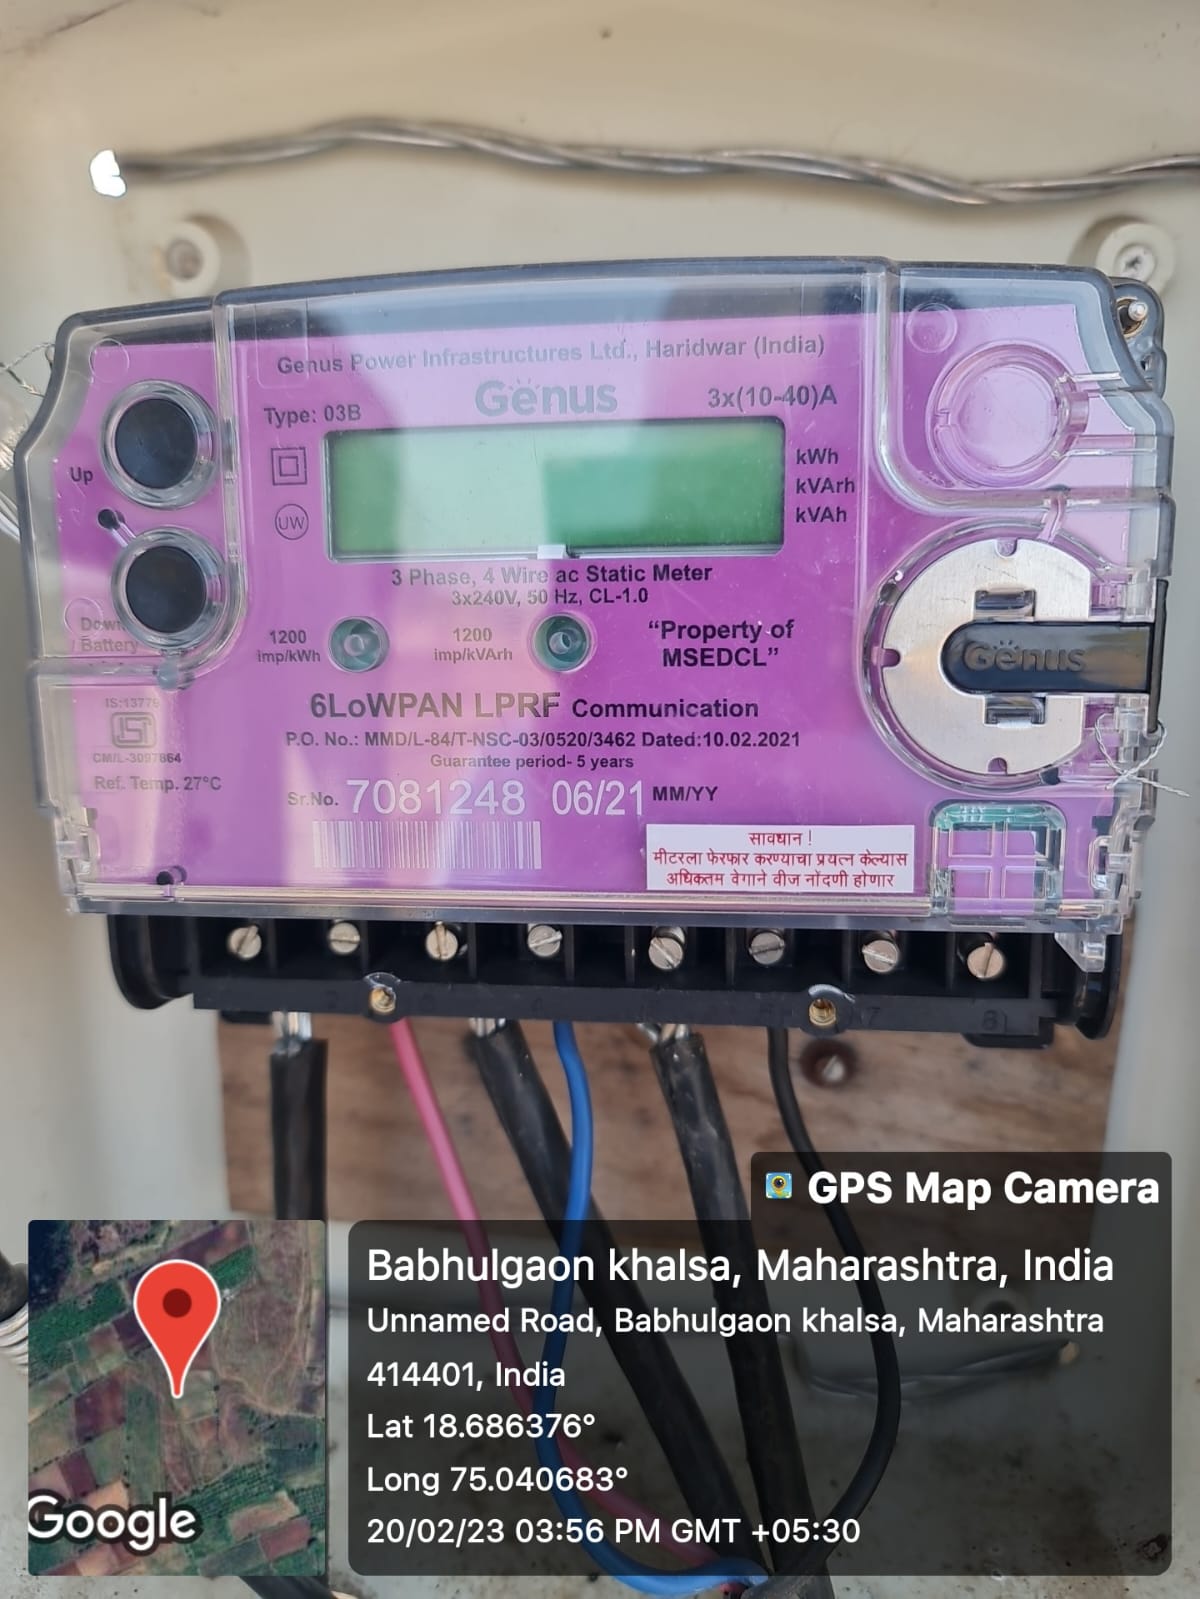 Genus Power Infrastructures Ltd., Haridwar (India)
Genus
3x(10-40)A
Type: 03B
Up
kWh
kVArh
kVAh
UW
3 Phase, 4 Wire ac Static Meter
3x240V, 50 Hz, CL-1.0
Down
/ Battery
1200
imp/kWh
1200
imp/kVArh
"Property of
MSEDCL"
Genus
6LoWPAN LPRF Communication
P.O. No.: MMD/L-84/T-NSC-03/0520/3462 Dated:10.02.2021
Guarantee period- 5 years
IS:13779
CM/L-3097864
Ref. Temp. 27°C
Sr.No. 7081248 06/21 MM/YY
सावधान !
मीटरला फेरफार करण्याचा प्रयत्न केल्यास
अधिकतम वेगाने वीज नोंदणी होणार
7
8
GPS Map Camera
Babhulgaon khalsa, Maharashtra, India
Unnamed Road, Babhulgaon khalsa, Maharashtra
414401, India
Lat 18.686376°
Long 75.040683°
20/02/23 03:56 PM GMT +05:30
Google